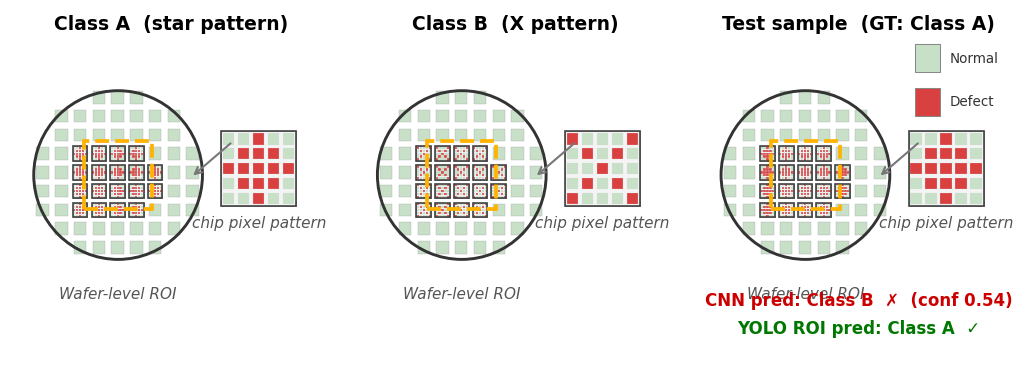 Class A  (star pattern)
Class B  (X pattern)
Test sample  (GT: Class A)
Normal
Defect
chip pixel pattern
chip pixel pattern
chip pixel pattern
Wafer-level ROI
Wafer-level ROI
Wafer-level ROI
CNN pred: Class B ✗ (conf 0.54)
YOLO ROI pred: Class A ✓